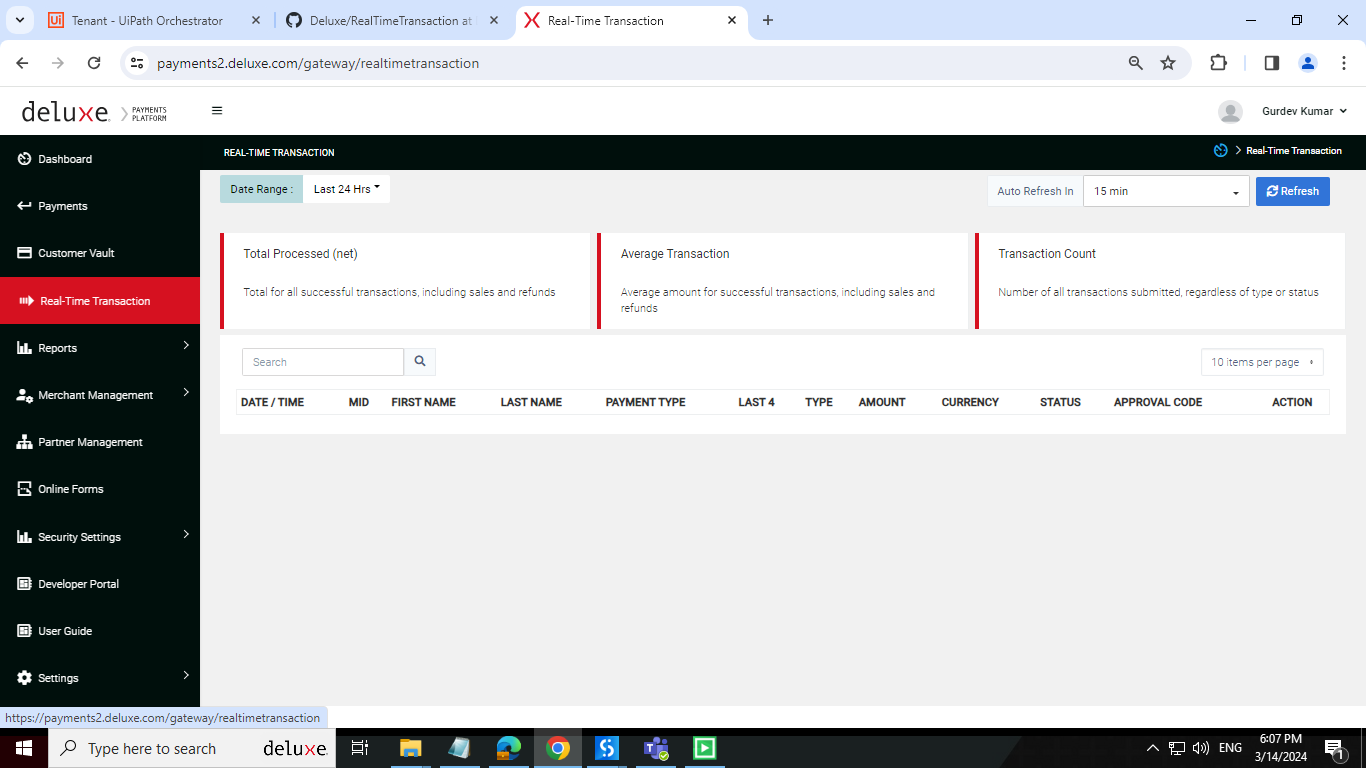 Tenant - UiPath Orchestrator
Deluxe/RealTimeTransaction at
Real-Time Transaction
payments2.deluxe.com/gateway/realtimetransaction
deluxe
PAYMENTS
PLATFORM
Gurdev Kumar
Dashboard
Payments
Customer Vault
Real-Time Transaction
Reports
Merchant Management
Partner Management
Online Forms
Security Settings
Developer Portal
User Guide
Settings
REAL-TIME TRANSACTION
Real-Time Transaction
Date Range :
Last 24 Hrs
Auto Refresh In
15 min
Refresh
Total Processed (net)
Total for all successful transactions, including sales and refunds
Average Transaction
Average amount for successful transactions, including sales and
refunds
Transaction Count
Number of all transactions submitted, regardless of type or status
Search
10 items per page
DATE / TIME MID FIRST NAME LAST NAME PAYMENT TYPE LAST 4 TYPE AMOUNT CURRENCY STATUS APPROVAL CODE ACTION
https://payments2.deluxe.com/gateway/realtimetransaction
Type here to search
deluxe.
ENG
6:07 PM
3/14/2024
1